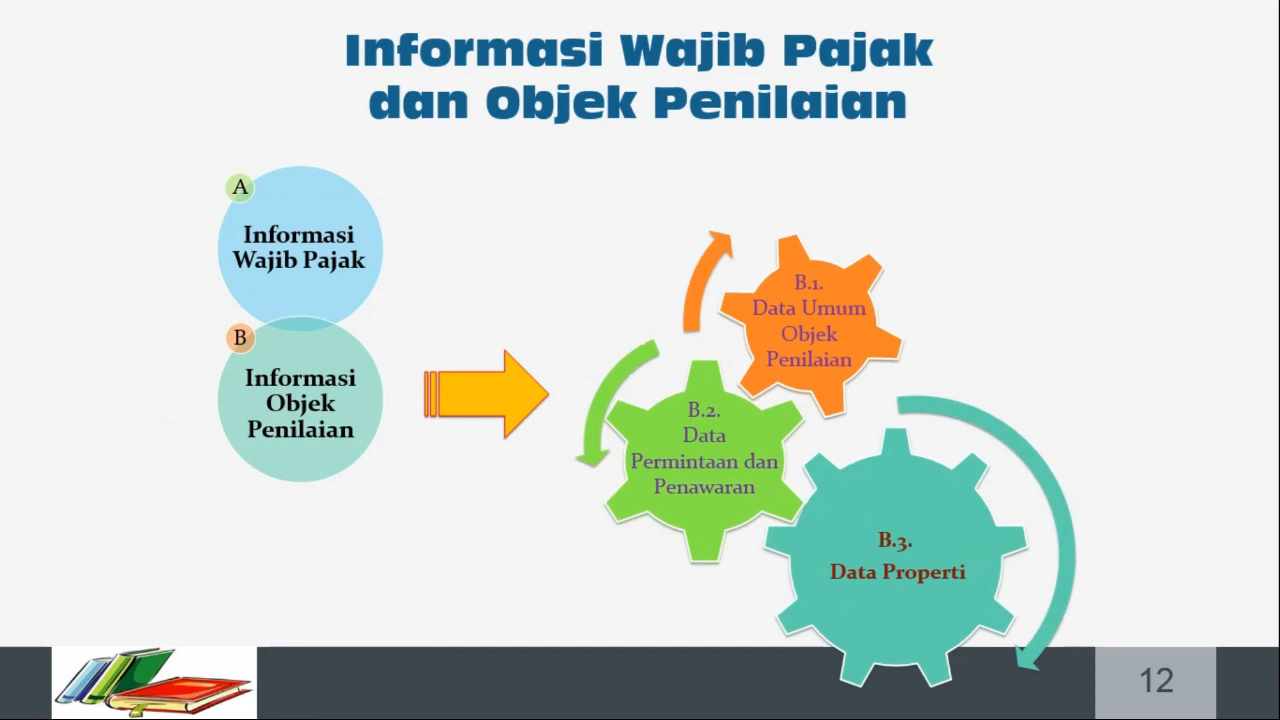 Informasi Wajib Pajak
dan Objek Penilaian
A
Informasi
Wajib Pajak
B
Informasi
Objek
Penilaian
B.1.
Data Umum
Objek
Penilaian
B.2.
Data
Permintaan dan
Penawaran
B.3.
Data Properti
12